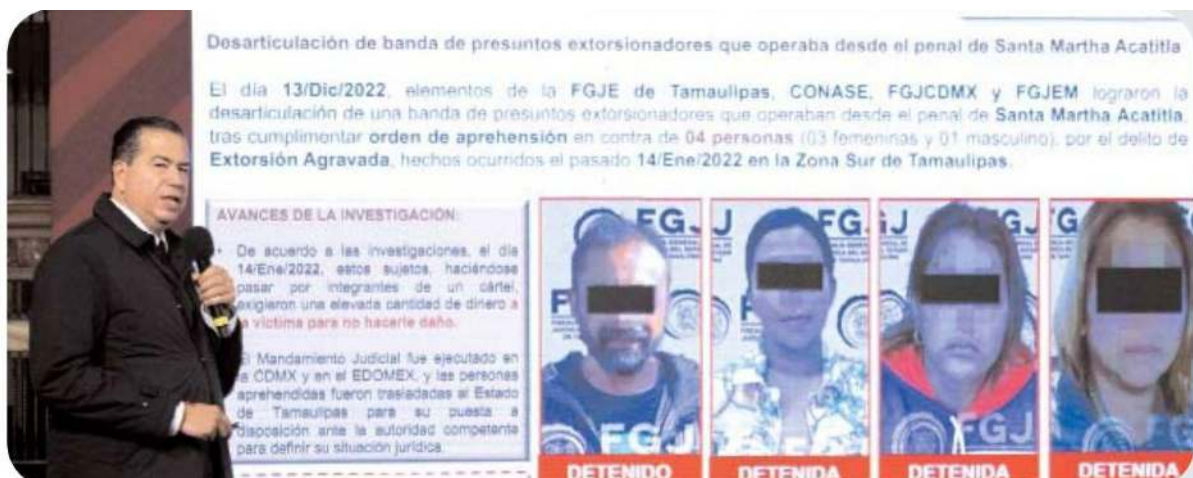 Desarticulación de banda de presuntos extorsionadores que operaba desde el penal de Santa Martha Acatitla
El día 13/Dic/2022, elementos de la FGJE de Tamaulipas, CONASE, FGJCDMX y FGJEM lograron la
desarticulación de una banda de presuntos extorsionadores que operaban desde el penal de Santa Martha Acatitla,
tras cumplimentar orden de aprehensión en contra de 04 personas (03 femeninas y 01 masculino), por el delito de
Extorsión Agravada, hechos ocurridos el pasado 14/Ene/2022 en la Zona Sur de Tamaulipas.
AVANCES DE LA INVESTIGACIÓN:
• De acuerdo a las investigaciones, el día
14/Ene/2022, estos sujetos, haciéndose
pasar por integrantes de un cártel,
exigieron una elevada cantidad de dinero a
la víctima para no hacerle daño.
El Mandamiento Judicial fue ejecutado en
la CDMX y en el EDOMEX, y las personas
aprehendidas fueron trasladadas al Estado
de Tamaulipas para su puesta a
disposición ante la autoridad competente
para definir su situación jurídica.
FGJ
FGJ
FGJ
FG
FGJ
FGJ
DETENIDO
DETENIDA
DETENIDA
DETENIDA